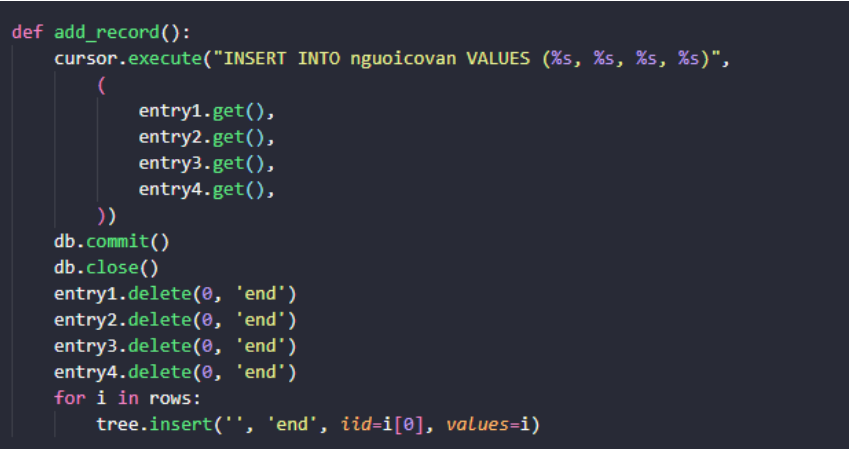 def add_record():
    cursor.execute("INSERT INTO nguoicovan VALUES (%s, %s, %s, %s)",
        (
            entry1.get(),
            entry2.get(),
            entry3.get(),
            entry4.get(),
        ))
    db.commit()
    db.close()
    entry1.delete(0, 'end')
    entry2.delete(0, 'end')
    entry3.delete(0, 'end')
    entry4.delete(0, 'end')
    for i in rows:
        tree.insert('', 'end', iid=i[0], values=i)